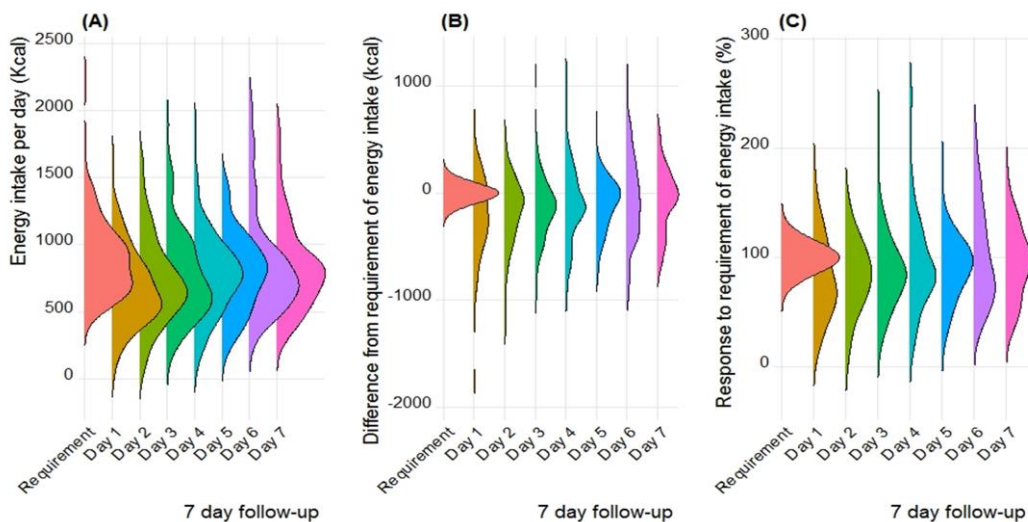 (A)
Energy intake per day (Kcal)
2500
2000
1500
1000
500
0
Requirement
Day 1
Day 2
Day 3
Day 4
Day 5
Day 6
Day 7
7 day follow-up
(B)
Difference from requirement of energy intake (kcal)
1000
0
-1000
-2000
Requirement
Day 1
Day 2
Day 3
Day 4
Day 5
Day 6
Day 7
7 day follow-up
(C)
Response to requirement of energy intake (%)
300
200
100
0
Requirement
Day 1
Day 2
Day 3
Day 4
Day 5
Day 6
Day 7
7 day follow-up